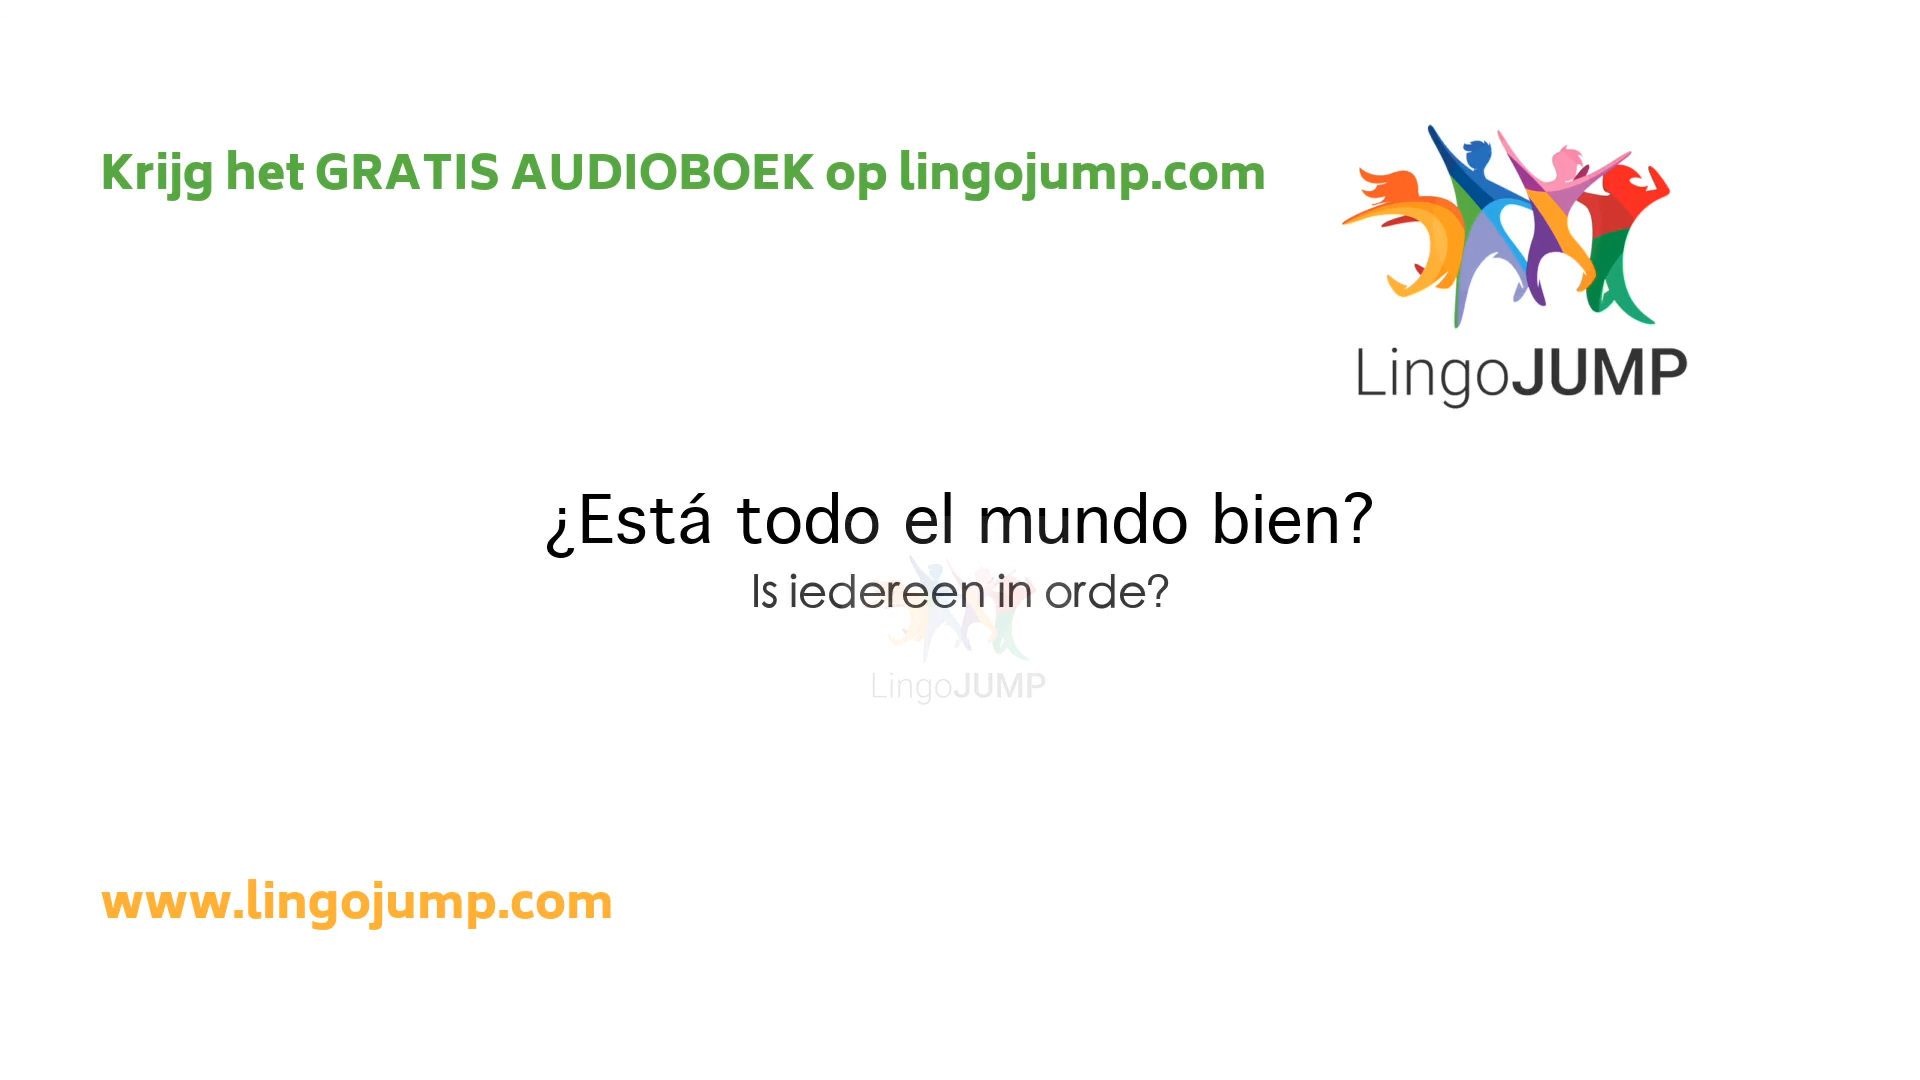 Krijg het GRATIS AUDIOBOEK op lingojump.com
LingoJUMP
¿Está todo el mundo bien?
Is iedereen in orde?
LingoJUMP
www.lingojump.com